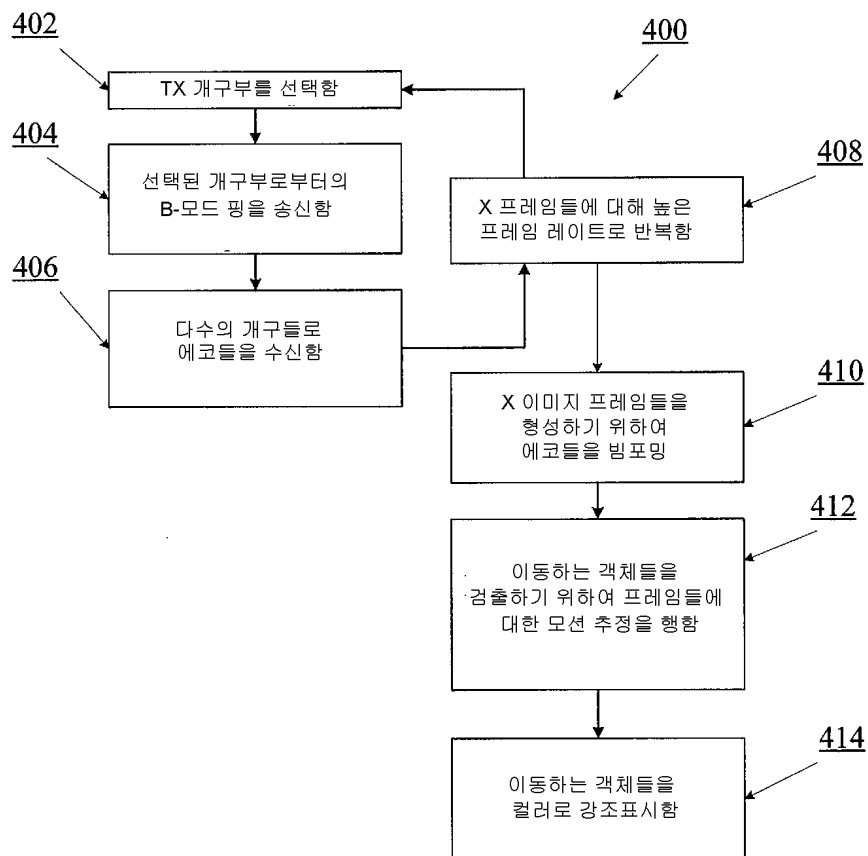 402
TX 개구부를 선택함
404
선택된 개구부로부터의
B-모드 핑을 송신함
406
다수의 개구들로
에코들을 수신함
400
408
X 프레임들에 대해 높은
프레임 레이트로 반복함
410
X 이미지 프레임들을
형성하기 위하여
에코들을 빔포밍
412
이동하는 객체들을
검출하기 위하여 프레임들에
대한 모션 추정을 행함
414
이동하는 객체들을
컬러로 강조표시함